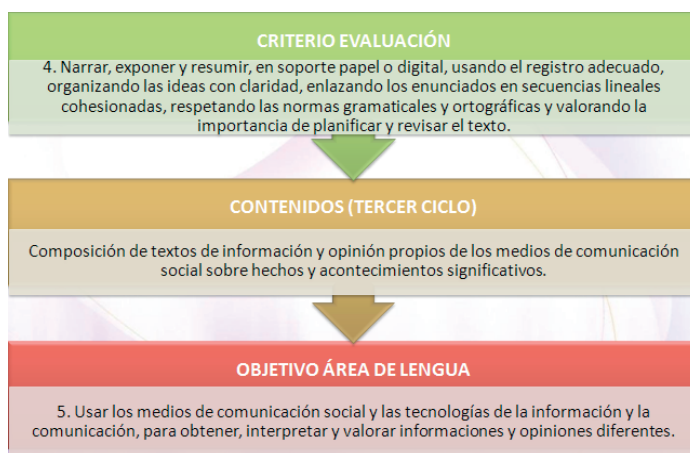 CRITERIO EVALUACIÓN
4. Narrar, exponer y resumir, en soporte papel o digital, usando el registro adecuado,
organizando las ideas con claridad, enlazando los enunciados en secuencias lineales
cohesionadas, respetando las normas gramaticales y ortográficas y valorando la
importancia de planificar y revisar el texto.
CONTENIDOS (TERCER CICLO)
Composición de textos de información y opinión propios de los medios de comunicación
social sobre hechos y acontecimientos significativos.
OBJETIVO ÁREA DE LENGUA
5. Usar los medios de comunicación social y las tecnologías de la información y la
comunicación, para obtener, interpretar y valorar informaciones y opiniones diferentes.